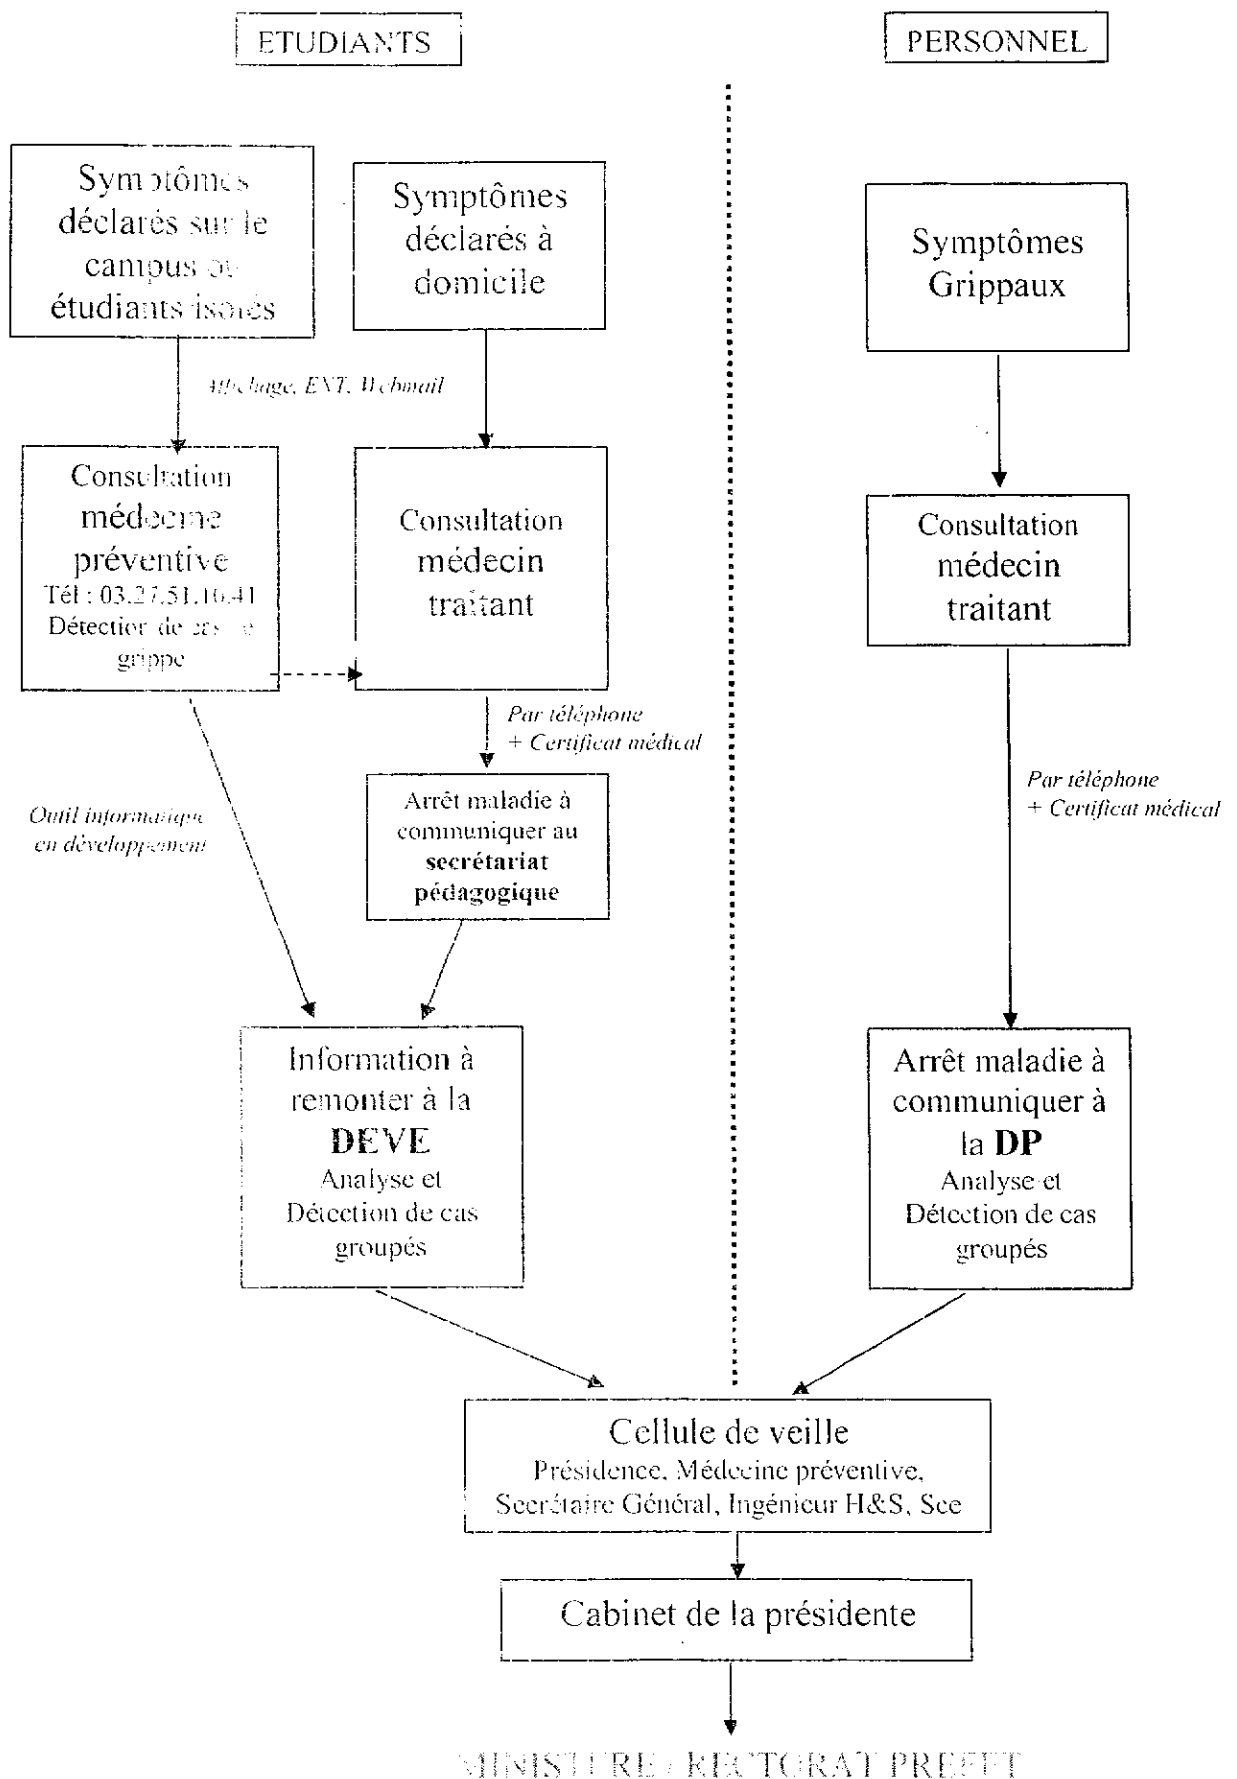 ETUDIANTS
PERSONNEL
Symptômes
déclarés sur le
campus ou
étudiants isolés
Symptômes
déclarés à
domicile
Symptômes
Grippaux
Affichage, ENT, Webmail
Consultation
médecine
préventive
Tél : 03.27.51.16.41
Détection de cas de
grippe
Consultation
médecin
traitant
Consultation
médecin
traitant
Par téléphone
+ Certificat médical
Par téléphone
+ Certificat médical
Outil informatique
en développement
Arrêt maladie à
communiquer au
secrétariat
pédagogique
Information à
remonter à la
DEVE
Analyse et
Détection de cas
groupés
Arrêt maladie à
communiquer à
la DP
Analyse et
Détection de cas
groupés
Cellule de veille
Présidence, Médecine préventive,
Secrétaire Général, Ingénieur H&S, Sce
Cabinet de la présidente
MINISTERE / RECTORAT PREFET